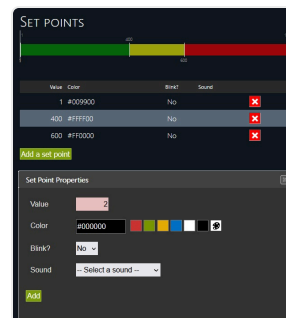 SET POINTS
400
600
Value Color Blink? Sound
1 #009900 No
400 #FFFF00 No
600 #FF0000 No
Add a set point
Set Point Properties
Value 2
Color #000000
Blink? No
Sound -- Select a sound --
Add